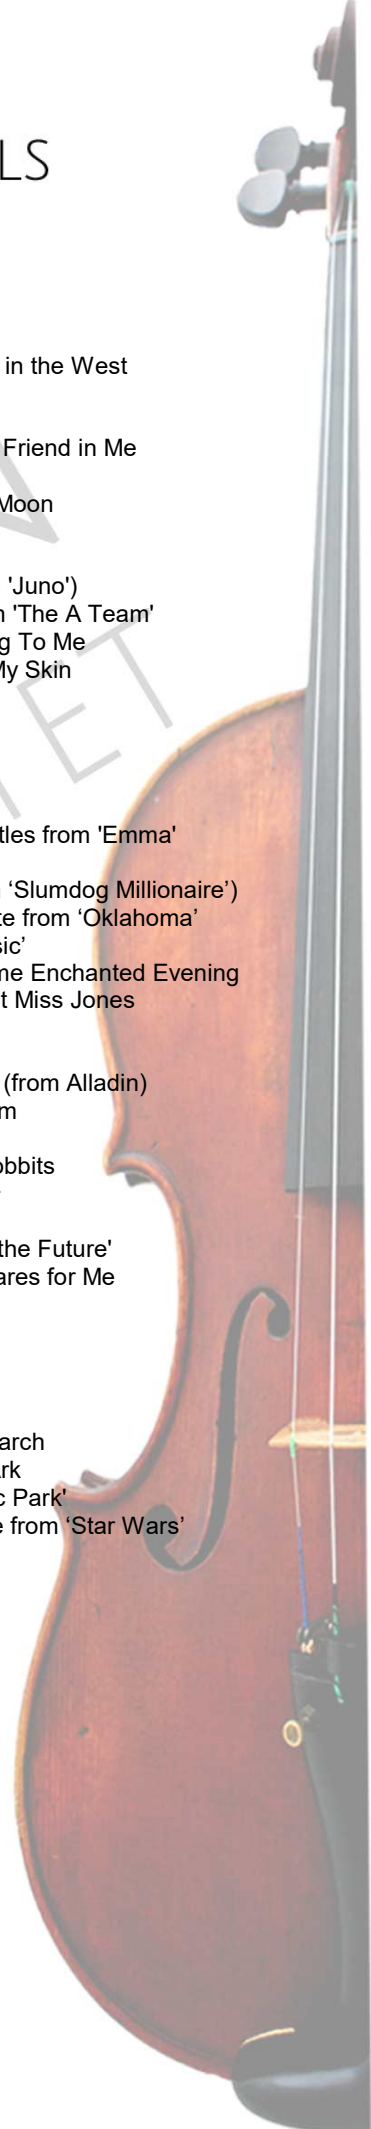 LS
in the West
Friend in Me
Moon
'Juno')
'The A Team'
g To Me
My Skin
tles from 'Emma'
‘Slumdog Millionaire’)
te from ‘Oklahoma’
sic’
me Enchanted Evening
t Miss Jones
(from Alladin)
m
obbits
the Future'
ares for Me
arch
Ark
c Park'
e from ‘Star Wars’
N
ET